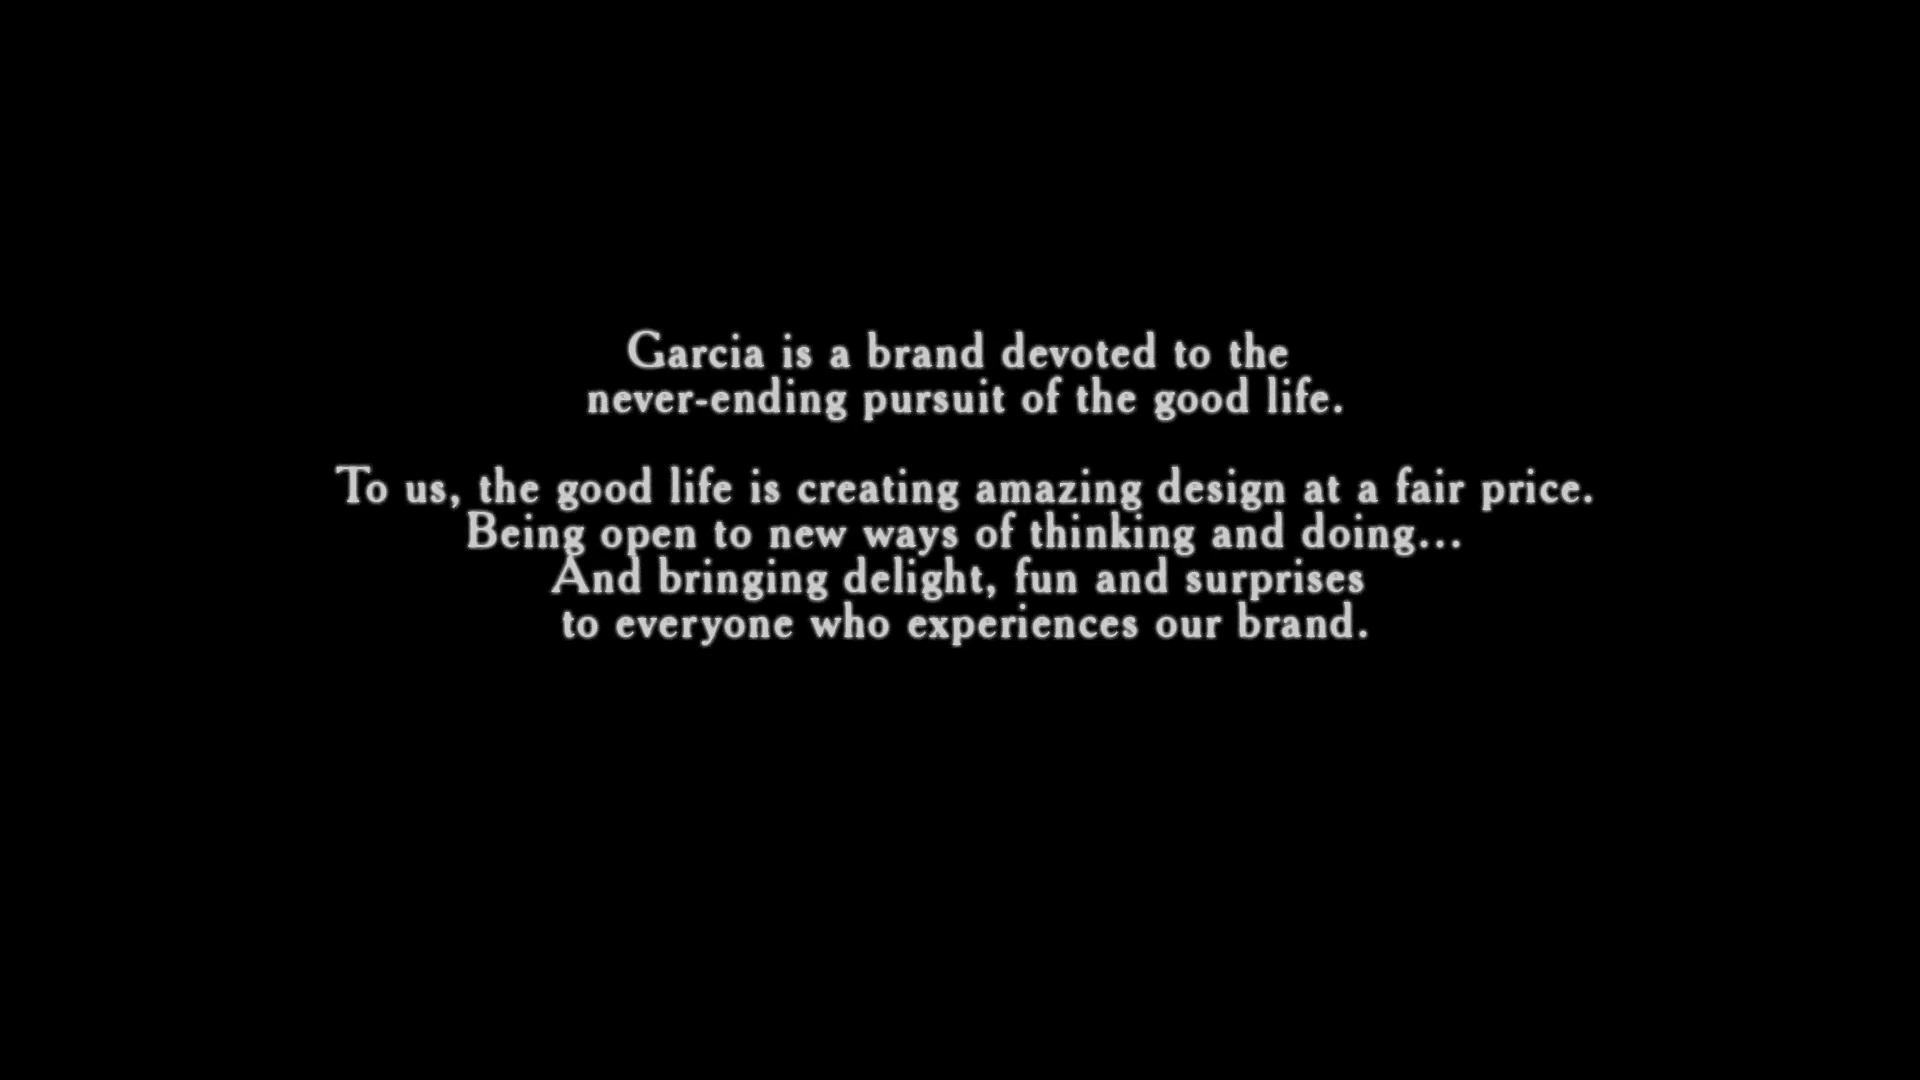 Garcia is a brand devoted to the
never-ending pursuit of the good life.
To us, the good life is creating amazing design at a fair price.
Being open to new ways of thinking and doing...
And bringing delight, fun and surprises
to everyone who experiences our brand.